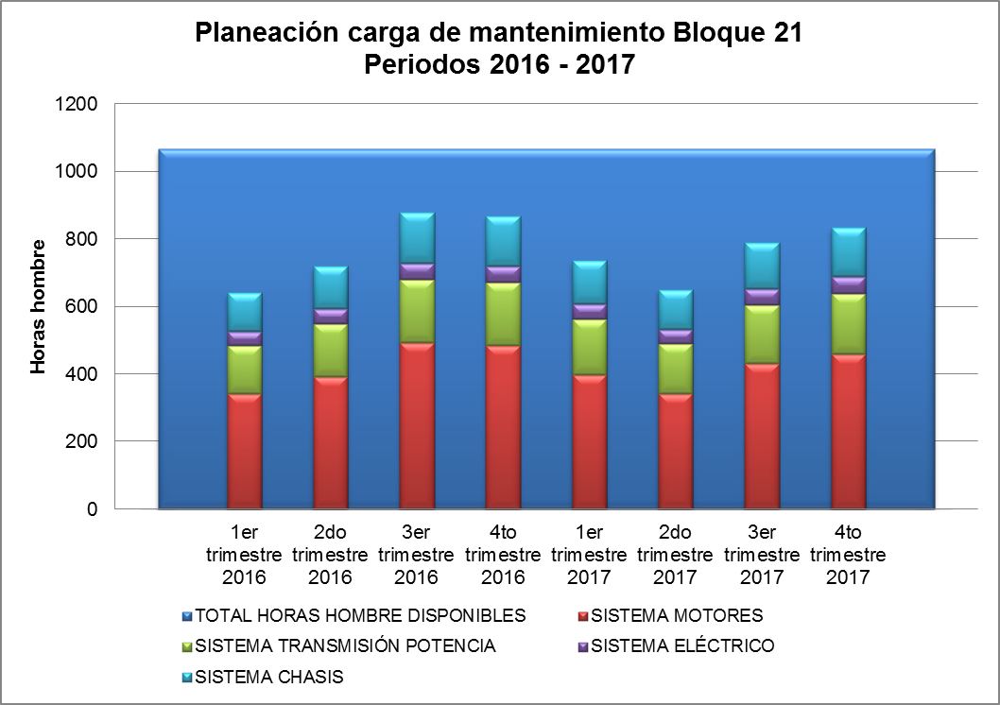 Planeación carga de mantenimiento Bloque 21
Periodos 2016 - 2017
Horas hombre
1200
1000
800
600
400
200
0
1er trimestre 2016
2do trimestre 2016
3er trimestre 2016
4to trimestre 2016
1er trimestre 2017
2do trimestre 2017
3er trimestre 2017
4to trimestre 2017
TOTAL HORAS HOMBRE DISPONIBLES
SISTEMA MOTORES
SISTEMA TRANSMISIÓN POTENCIA
SISTEMA ELÉCTRICO
SISTEMA CHASIS